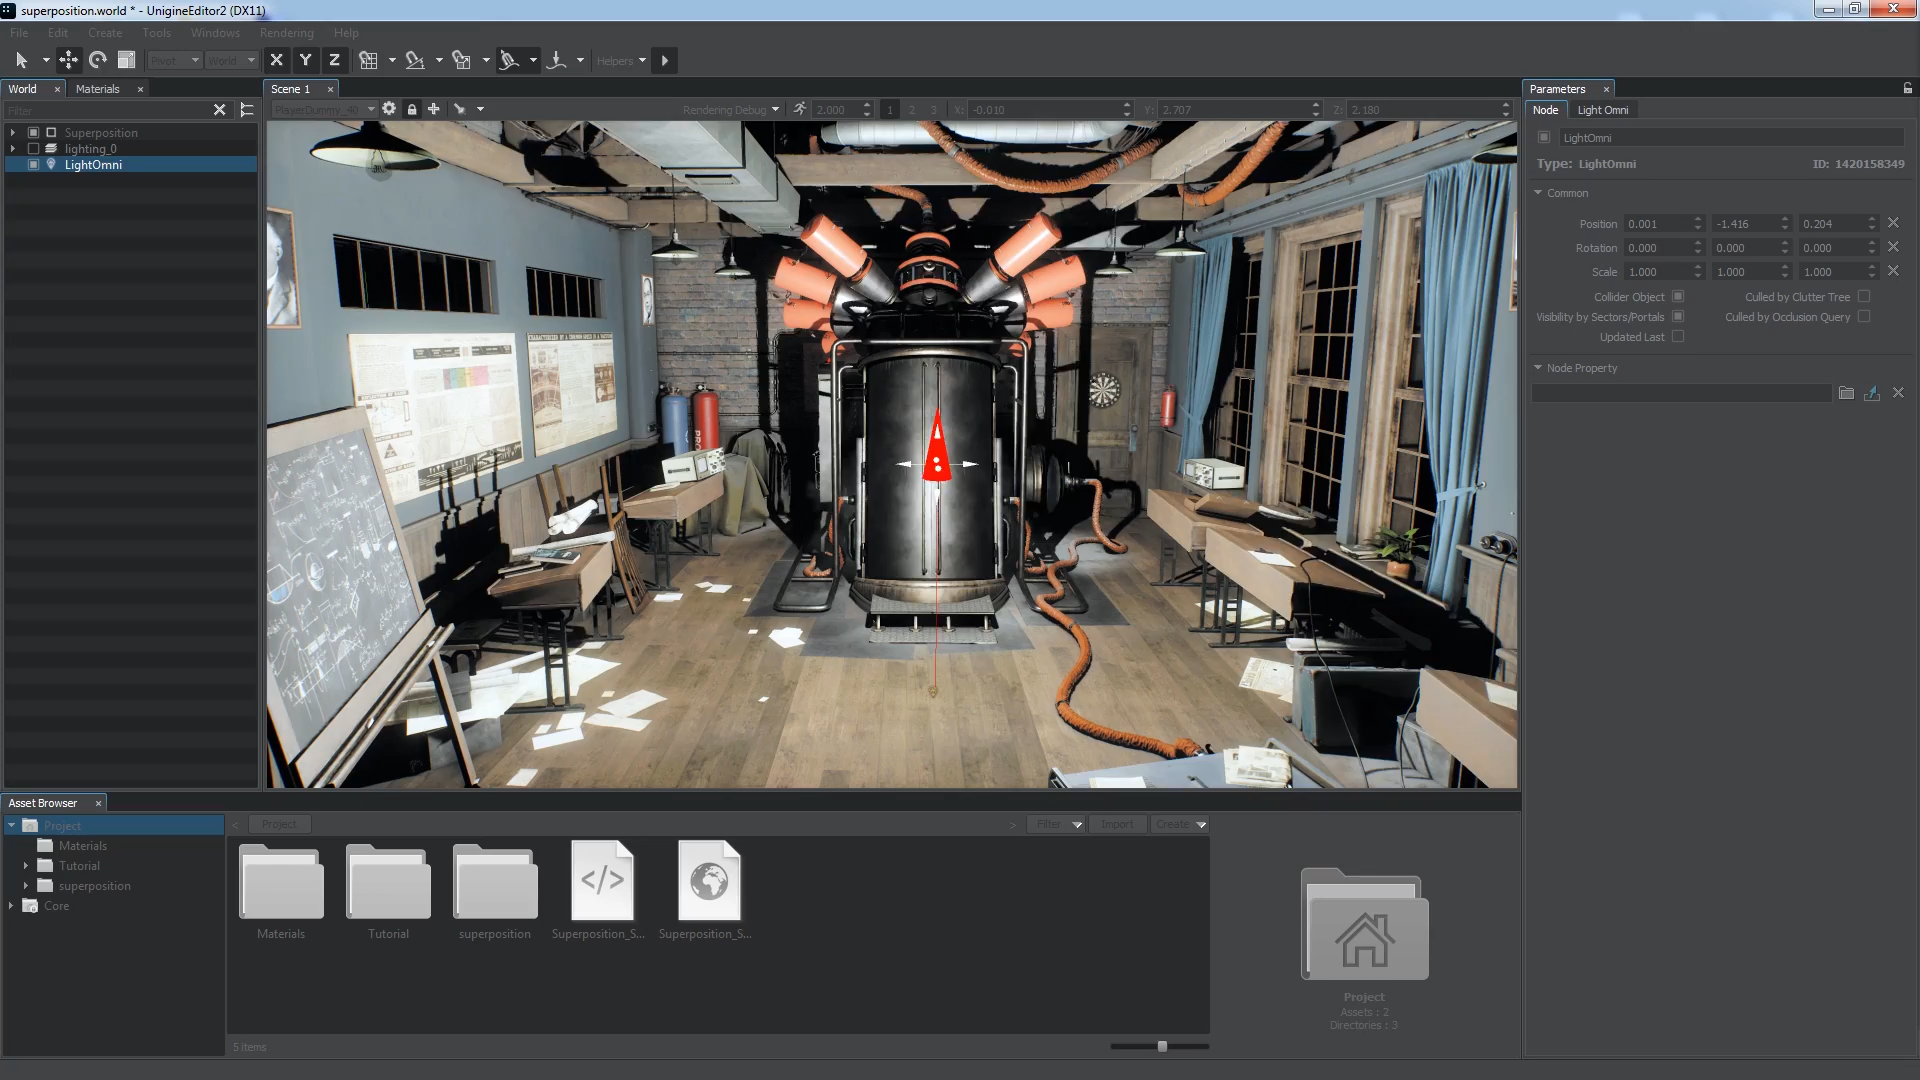 superposition.world * - UnigineEditor2 (DX11)
File Edit Create Tools Windows Rendering Help
Pivot World X Y Z Helpers
World × Materials × Scene 1 × Parameters ×
Filter
PlayerDummy_40 Rendering Debug 2.000 1 2 3 X: -0.010 Y: 2.707 Z: 2.180
Node Light Omni
Superposition
lighting_0
LightOmni
LightOmni
Type: LightOmni ID: 1420158349
Common
Position 0.001 -1.416 0.204
Rotation 0.000 0.000 0.000
Scale 1.000 1.000 1.000
Collider Object Culled by Clutter Tree
Visibility by Sectors/Portals Culled by Occlusion Query
Updated Last
Node Property
Asset Browser ×
Project
Materials
Tutorial
superposition
Core
< Project > Filter Import Create
Materials Tutorial superposition Superposition_S... Superposition_S...
Project
Assets : 2
Directories : 3
5 items